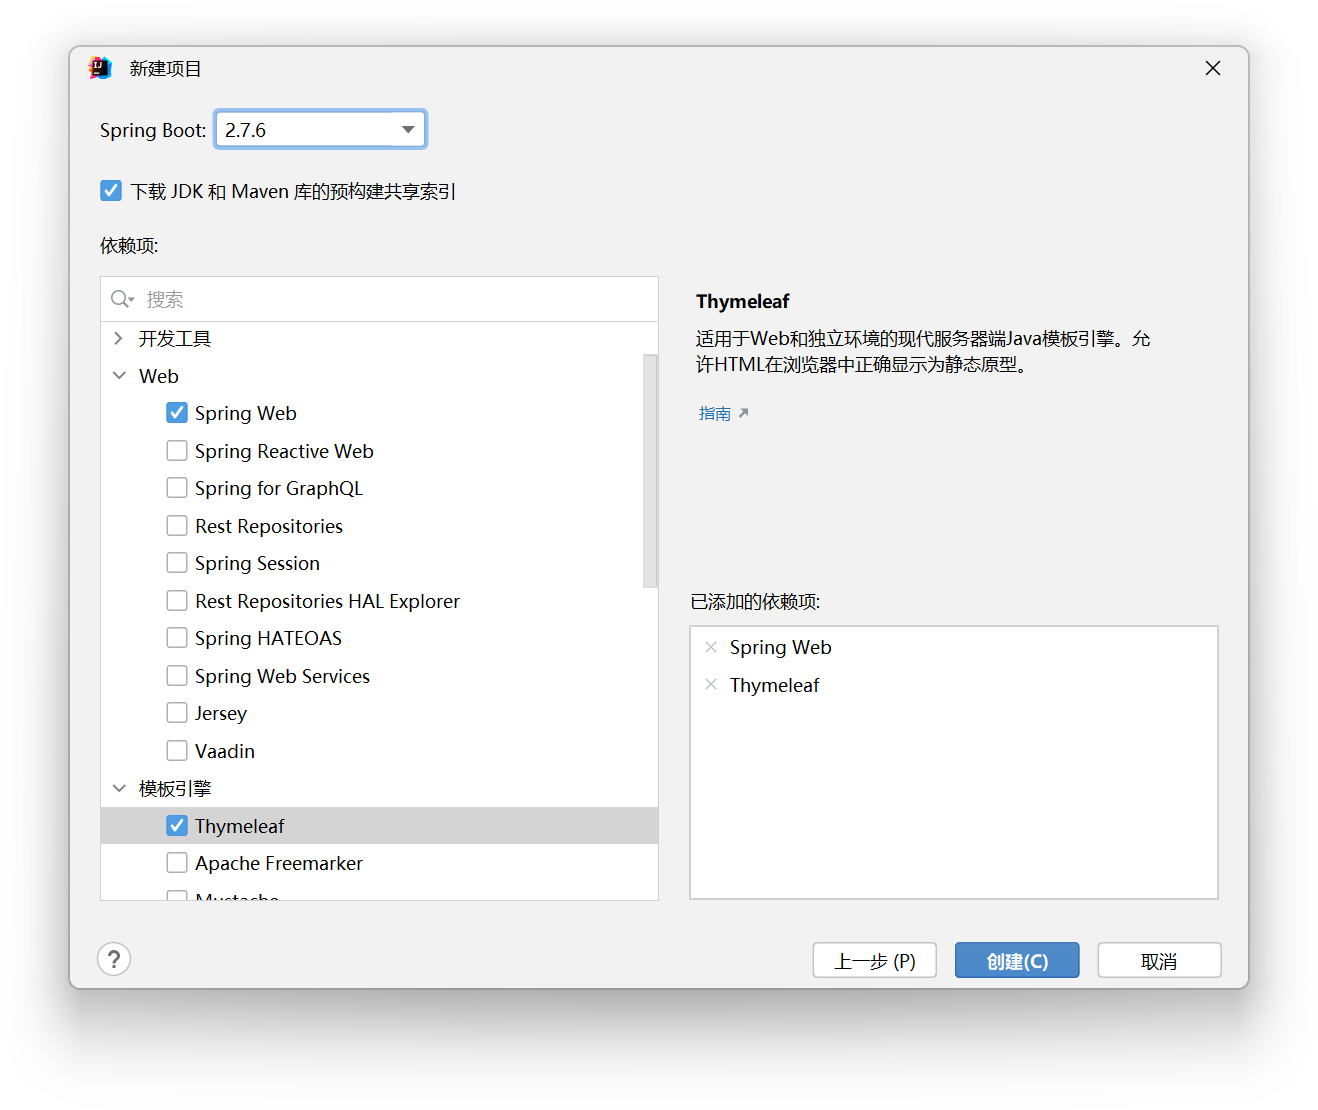 新建项目
Spring Boot: 2.7.6
下载 JDK 和 Maven 库的预构建共享索引
依赖项:
搜索
开发工具
Web
Spring Web
Spring Reactive Web
Spring for GraphQL
Rest Repositories
Spring Session
Rest Repositories HAL Explorer
Spring HATEOAS
Spring Web Services
Jersey
Vaadin
模板引擎
Thymeleaf
Apache Freemarker
Mustache
Thymeleaf
适用于Web和独立环境的现代服务器端Java模板引擎。允
许HTML在浏览器中正确显示为静态原型。
指南
已添加的依赖项:
Spring Web
Thymeleaf
?
上一步 (P)
创建(C)
取消